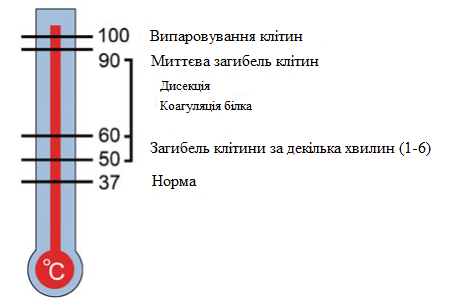 100 Випаровування клітин
90 Миттєва загибель клітин
Дисекція
Коагуляція білка
60
Загибель клітини за декілька хвилин (1-6)
50
37 Норма
°C